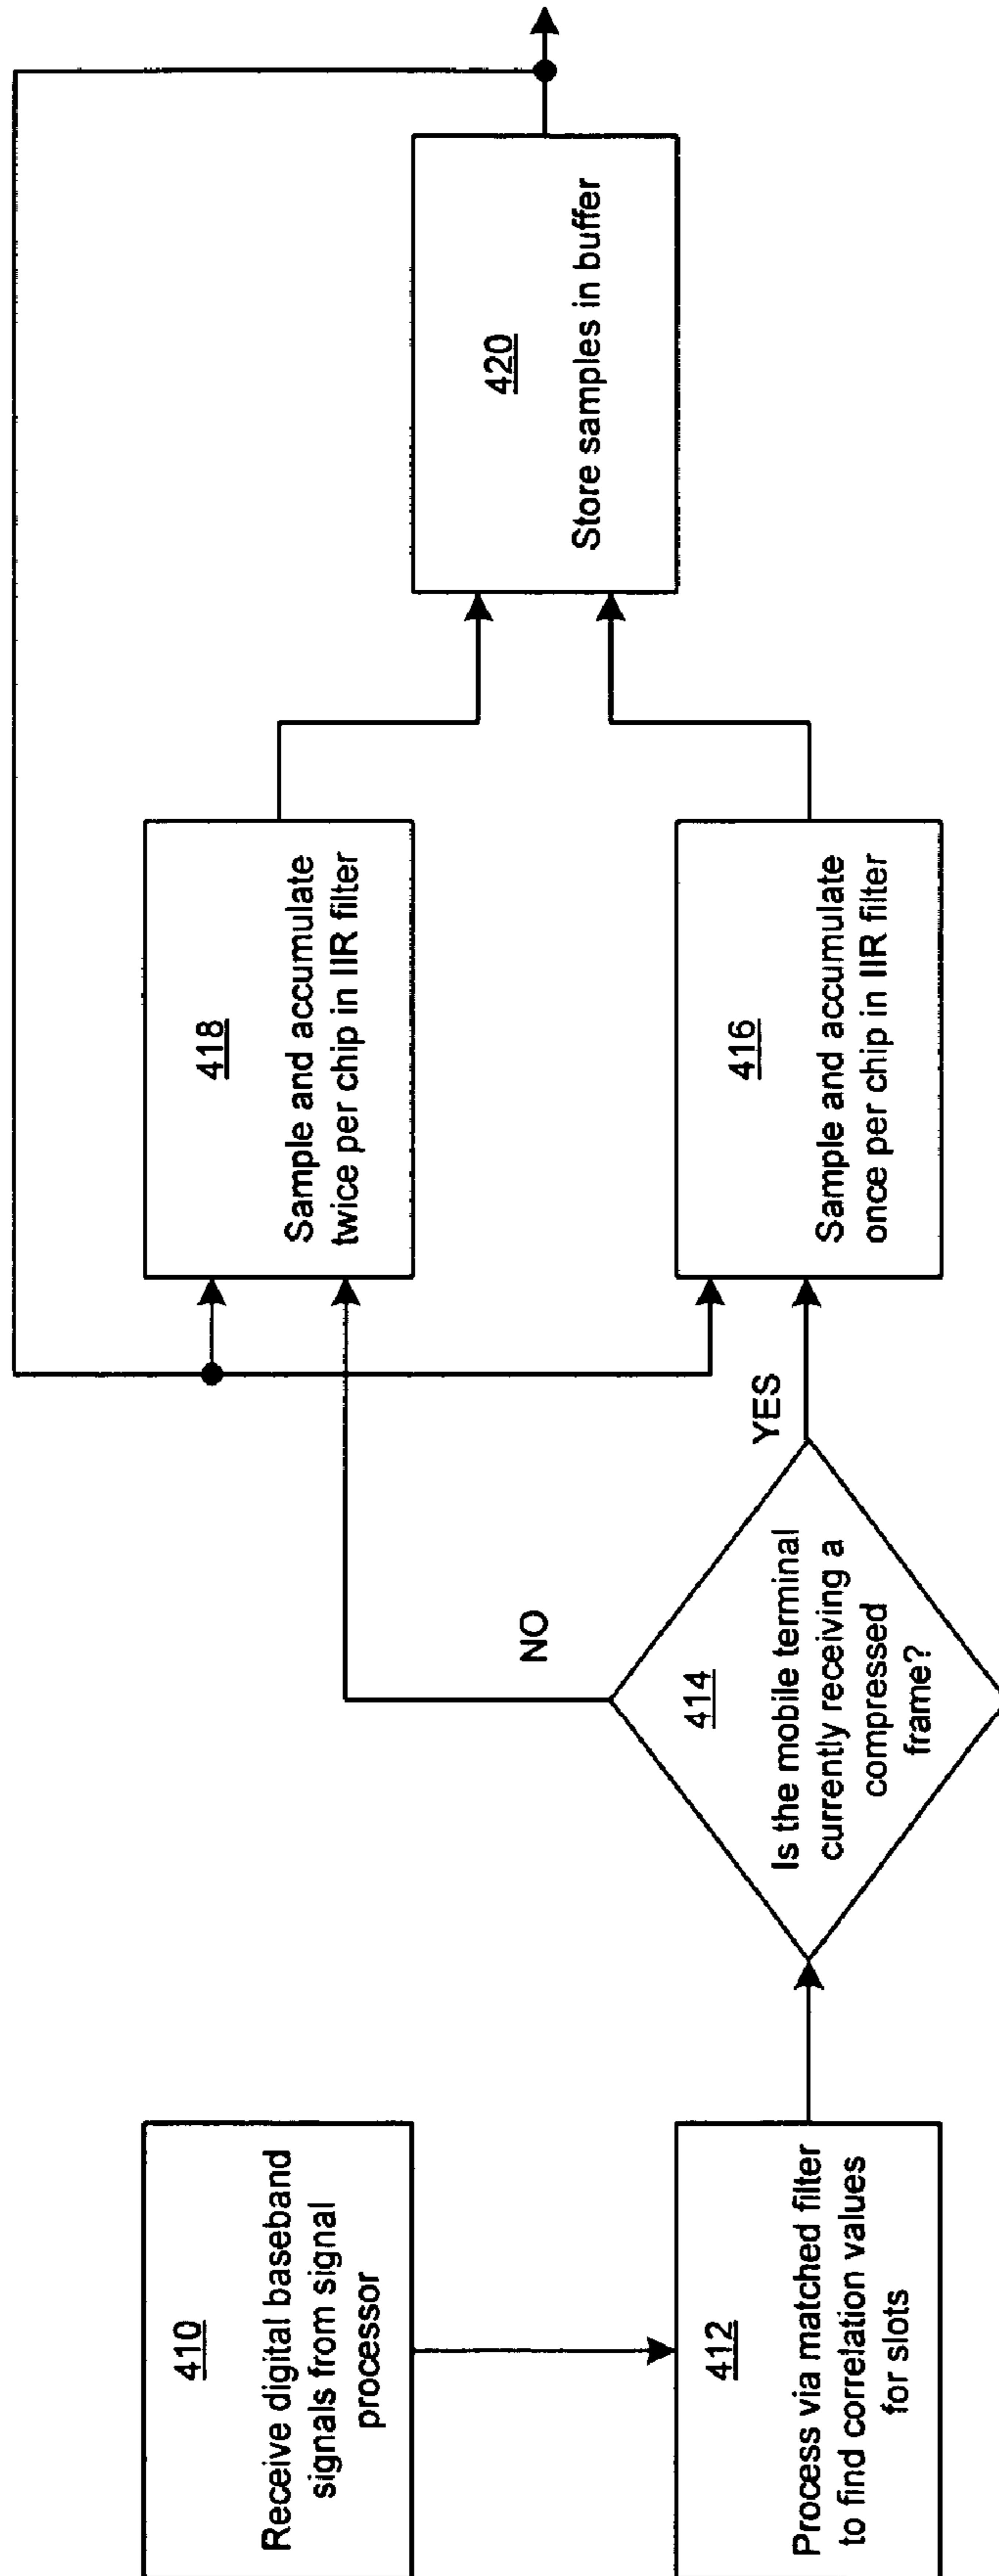 410
Receive digital baseband
signals from signal
processor
412
Process via matched filter
to find correlation values
for slots
414
Is the mobile terminal
currently receiving a
compressed
frame?
NO
YES
418
Sample and accumulate
twice per chip in IIR filter
416
Sample and accumulate
once per chip in IIR filter
420
Store samples in buffer